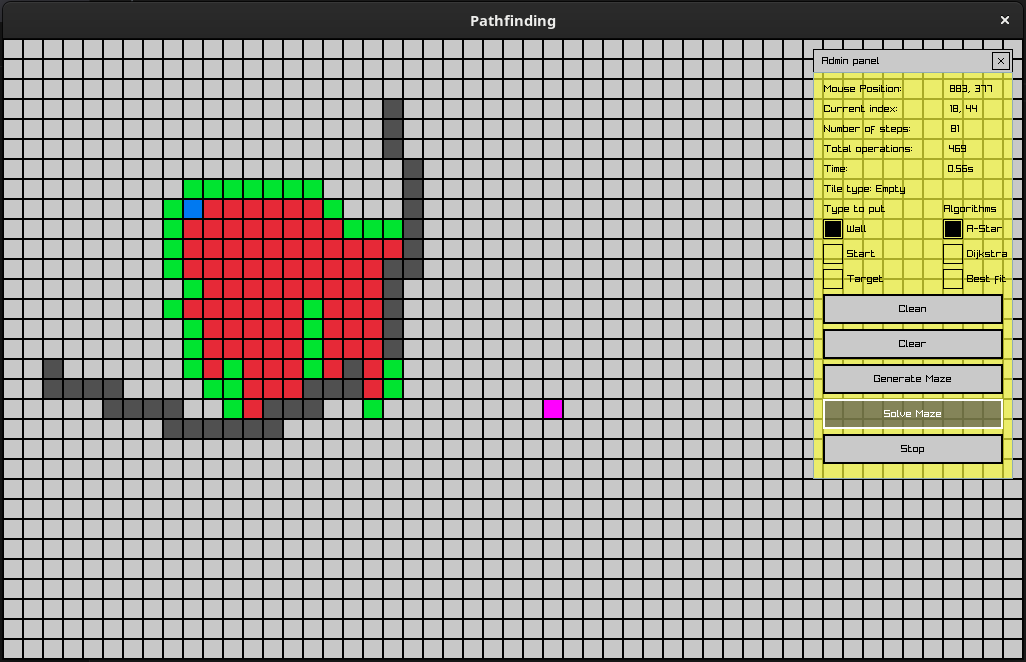 Pathfinding
Admin panel
Mouse Position: 883, 377
Current index: 18, 44
Number of steps: 81
Total operations: 469
Time: 0.56s
Tile type: Empty
Type to put Algorithms
Wall A-Star
Start Dijkstra
Target Best fit
Clean
Clear
Generate Maze
Solve Maze
Stop